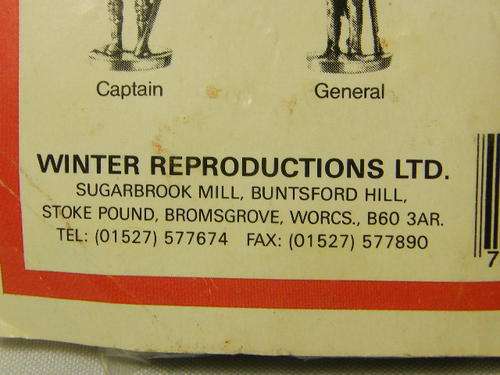 Captain General
WINTER REPRODUCTIONS LTD.
SUGARBROOK MILL, BUNTSFORD HILL,
STOKE POUND, BROMSGROVE, WORCS., B60 3AR.
TEL: (01527) 577674 FAX: (01527) 577890
7